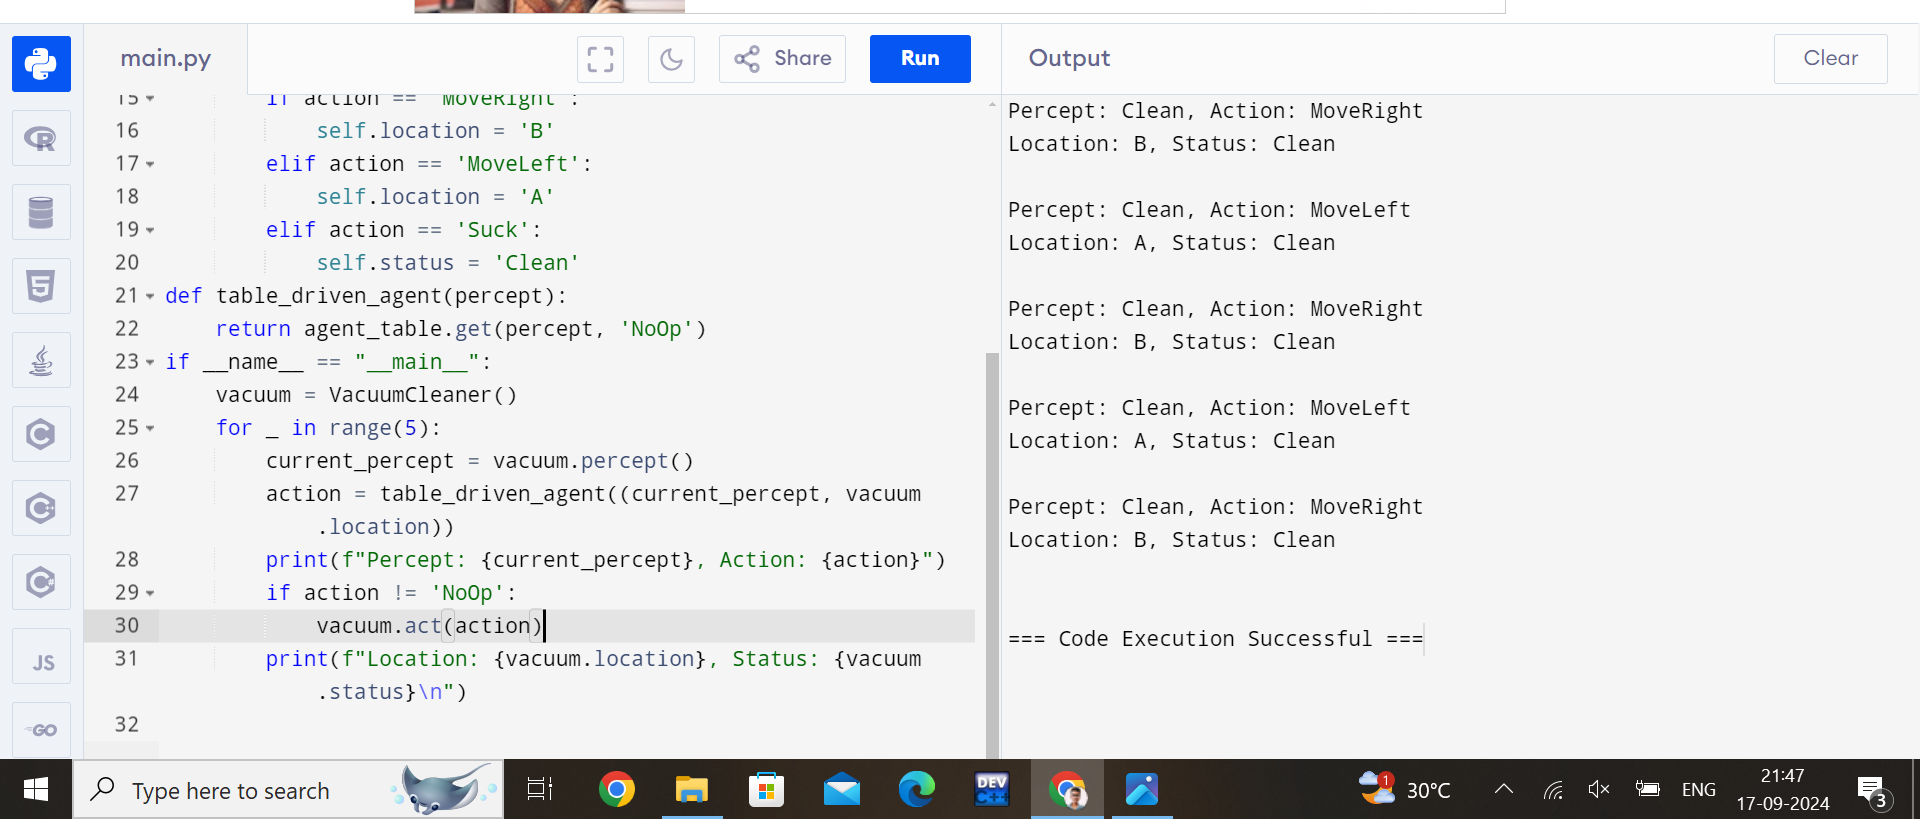 main.py
Share
Run
Output
Clear
15 if action == 'MoveRight':
16 self.location = 'B'
17 elif action == 'MoveLeft':
18 self.location = 'A'
19 elif action == 'Suck':
20 self.status = 'Clean'
21 def table_driven_agent(percept):
22 return agent_table.get(percept, 'NoOp')
23 if __name__ == "__main__":
24 vacuum = VacuumCleaner()
25 for _ in range(5):
26 current_percept = vacuum.percept()
27 action = table_driven_agent((current_percept, vacuum
.location))
28 print(f"Percept: {current_percept}, Action: {action}")
29 if action != 'NoOp':
30 vacuum.act(action)
31 print(f"Location: {vacuum.location}, Status: {vacuum
.status}\n")
32
Percept: Clean, Action: MoveRight
Location: B, Status: Clean
Percept: Clean, Action: MoveLeft
Location: A, Status: Clean
Percept: Clean, Action: MoveRight
Location: B, Status: Clean
Percept: Clean, Action: MoveLeft
Location: A, Status: Clean
Percept: Clean, Action: MoveRight
Location: B, Status: Clean
=== Code Execution Successful ===
R
5
C
C
C#
JS
GO
Type here to search
DEV
C++
1
30°C
ENG
21:47
17-09-2024
3